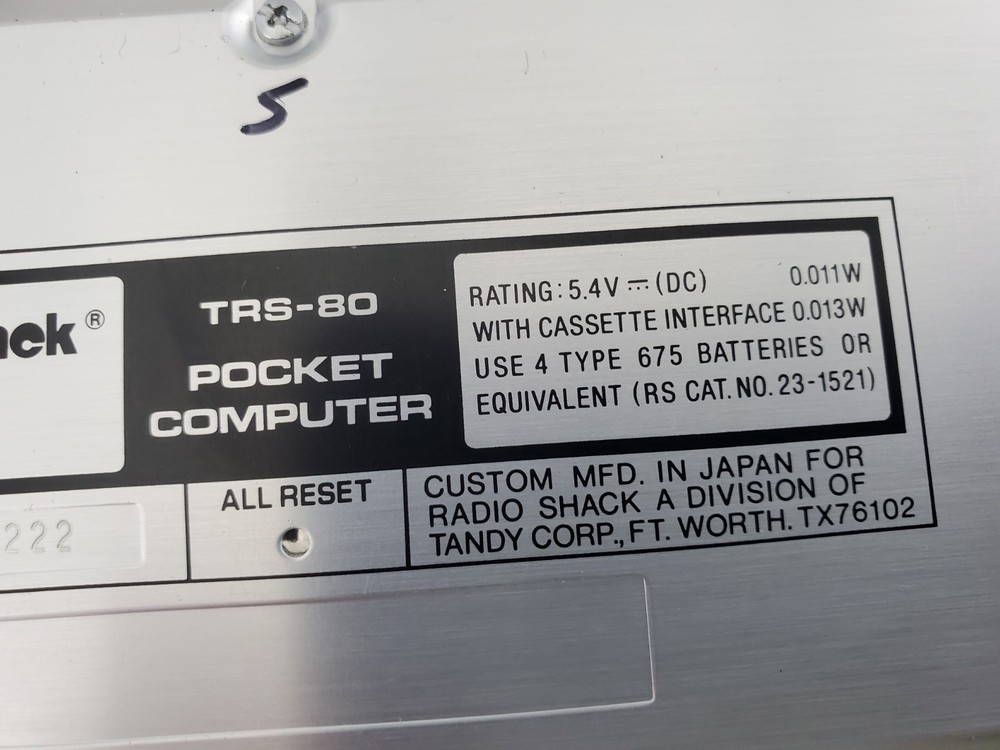 5
ck®
TRS-80
POCKET
COMPUTER
RATING: 5.4V ⎓ (DC) 0.011W
WITH CASSETTE INTERFACE 0.013W
USE 4 TYPE 675 BATTERIES OR
EQUIVALENT (RS CAT. NO. 23-1521)
222
ALL RESET
CUSTOM MFD. IN JAPAN FOR
RADIO SHACK A DIVISION OF
TANDY CORP., FT. WORTH. TX76102